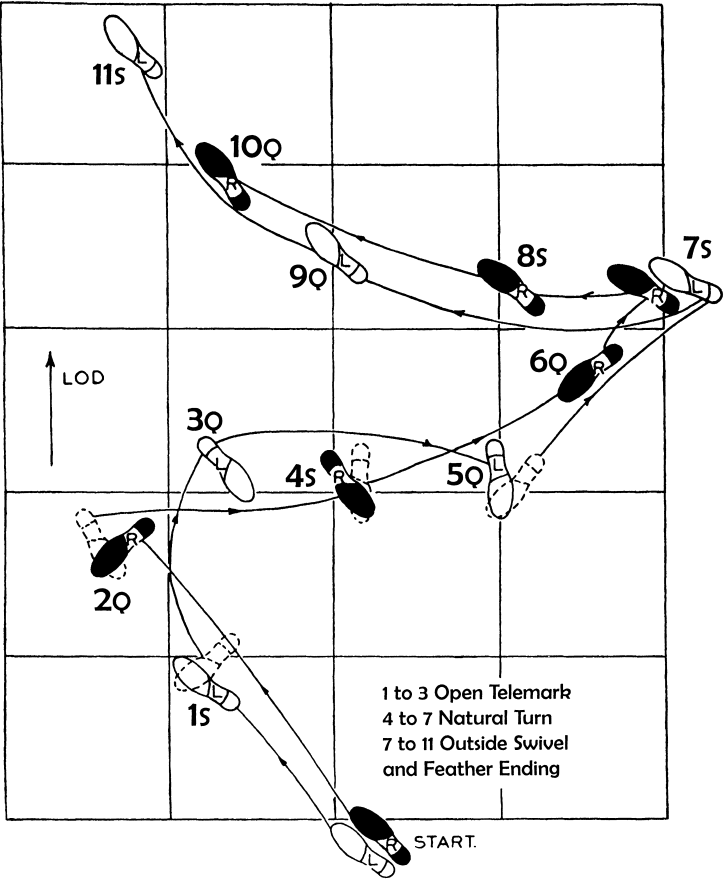 11S
L
10Q
R
7S
8S
L
9Q
L
R
R
6Q
R
LOD
3Q
L
4S
R
5Q
L
R
2Q
1S
L
1 to 3 Open Telemark
4 to 7 Natural Turn
7 to 11 Outside Swivel
and Feather Ending
R
START.
L